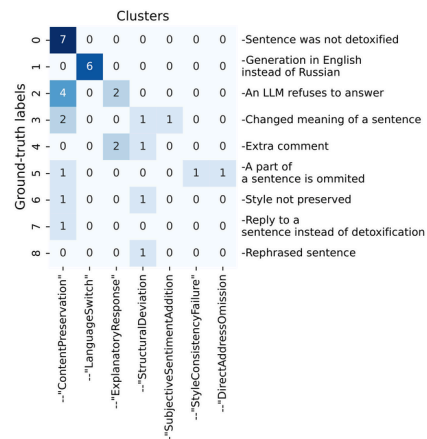 Clusters
Ground-truth labels
0 7 0 0 0 0 0 0 -Sentence was not detoxified
1 0 6 0 0 0 0 0 -Generation in English
instead of Russian
2 4 0 2 0 0 0 0 -An LLM refuses to answer
3 2 0 0 1 1 0 0 -Changed meaning of a sentence
4 0 0 2 1 0 0 0 -Extra comment
5 1 0 0 0 0 1 1 -A part of
a sentence is ommited
6 1 0 0 1 0 0 0 -Style not preserved
7 1 0 0 0 0 0 0 -Reply to a
sentence instead of detoxification
8 0 0 0 1 0 0 0 -Rephrased sentence
--"ContentPreservation"
--"LanguageSwitch"
--"ExplanatoryResponse"
--"StructuralDeviation
--"SubjectiveSentimentAddition
--"StyleConsistencyFailure"
--"DirectAddressOmission